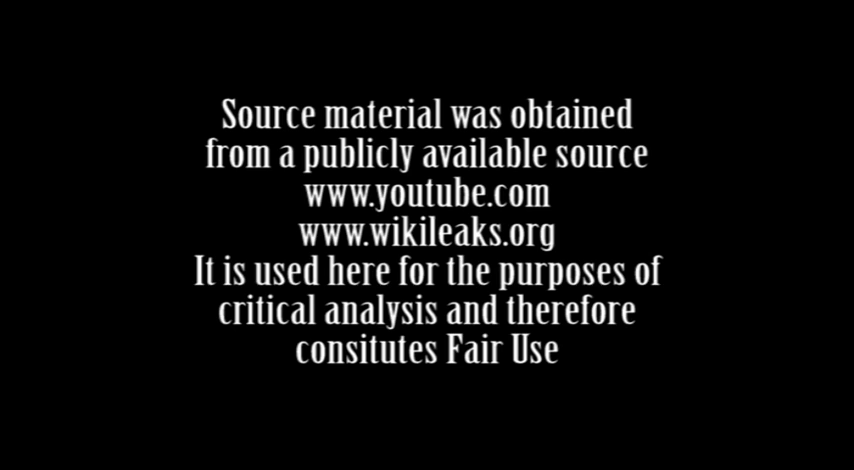 Source material was obtained
from a publicly available source
www.youtube.com
www.wikileaks.org
It is used here for the purposes of
critical analysis and therefore
consitutes Fair Use